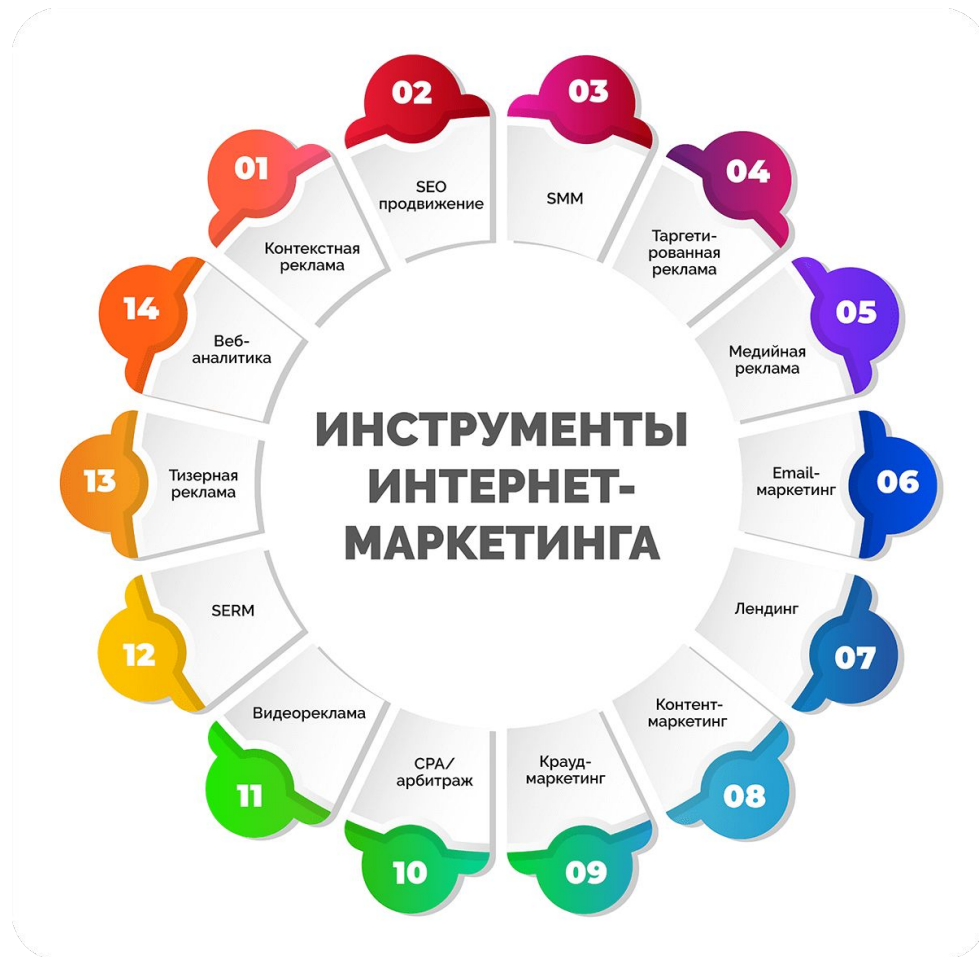 ИНСТРУМЕНТЫ
ИНТЕРНЕТ-
МАРКЕТИНГА
01
Контекстная
реклама
02
SEO
продвижение
03
SMM
04
Таргети-
рованная
реклама
05
Медийная
реклама
06
Email-
маркетинг
07
Лендинг
08
Контент-
маркетинг
09
Крауд-
маркетинг
10
CPA/
арбитраж
11
Видеореклама
12
SERM
13
Тизерная
реклама
14
Веб-
аналитика